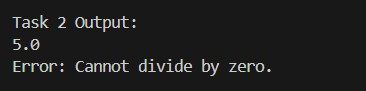 Task 2 Output:
5.0
Error: Cannot divide by zero.